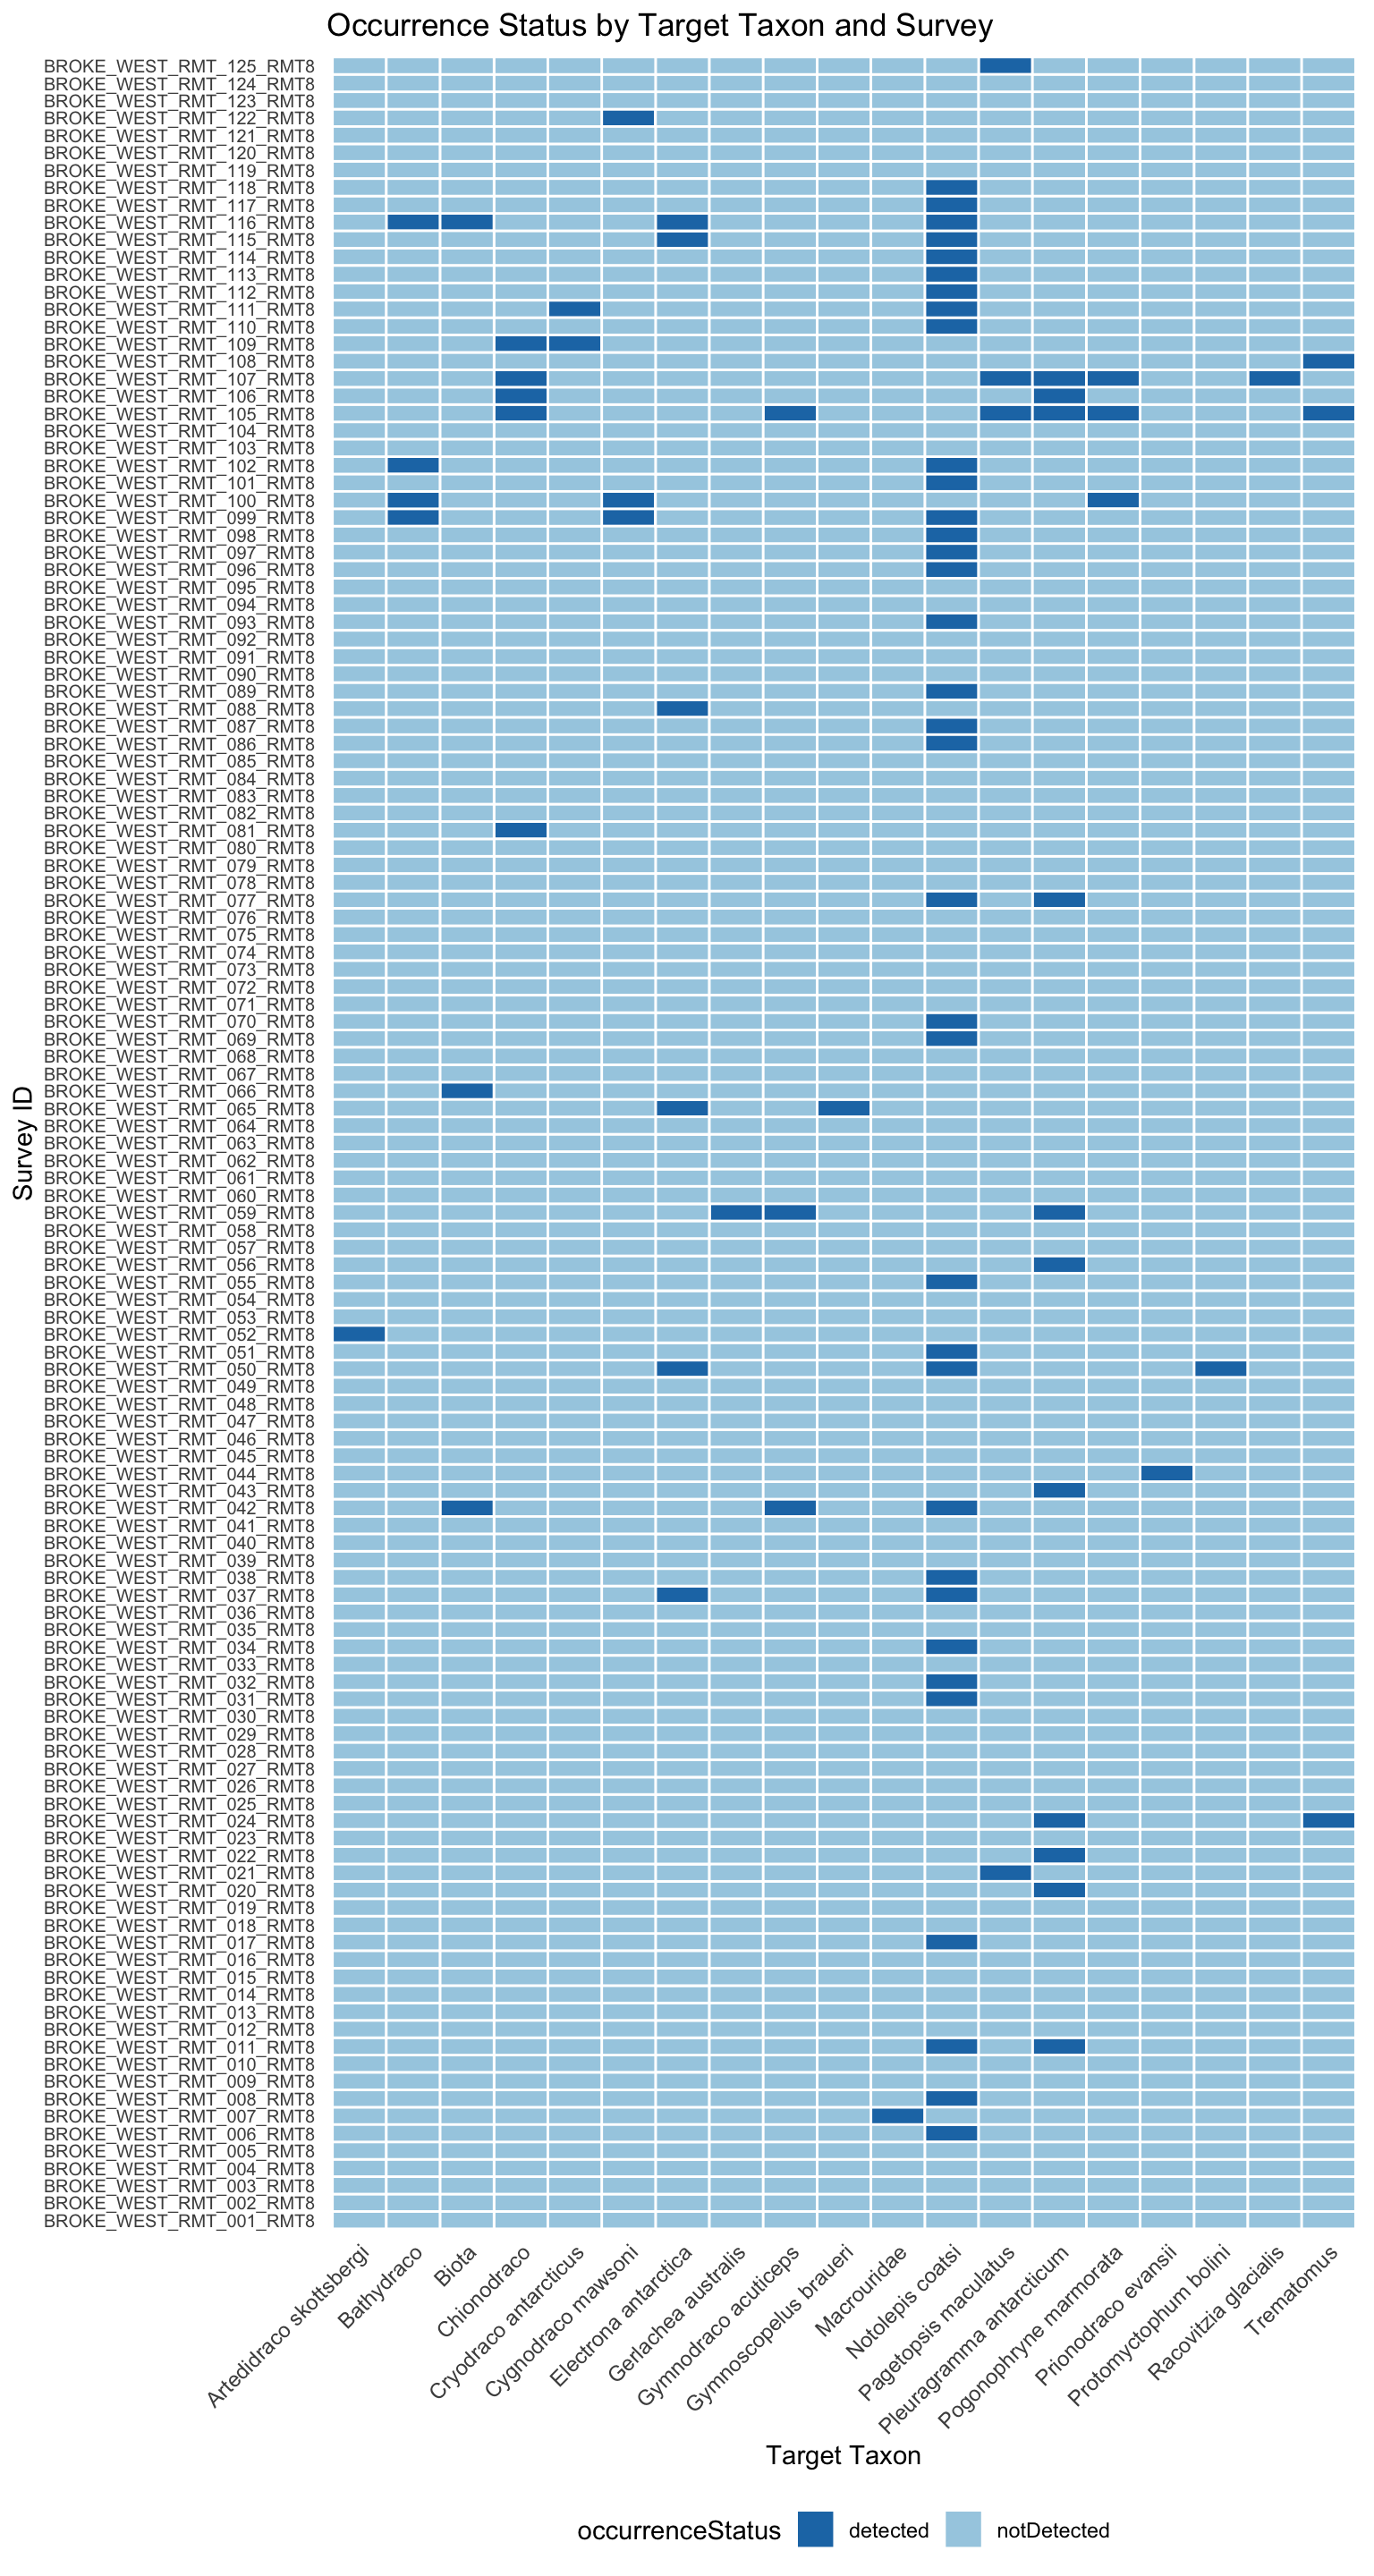 Occurrence Status by Target Taxon and Survey
BROKE_WEST_RMT_125_RMT8
BROKE_WEST_RMT_124_RMT8
BROKE_WEST_RMT_123_RMT8
BROKE_WEST_RMT_122_RMT8
BROKE_WEST_RMT_121_RMT8
BROKE_WEST_RMT_120_RMT8
BROKE_WEST_RMT_119_RMT8
BROKE_WEST_RMT_118_RMT8
BROKE_WEST_RMT_117_RMT8
BROKE_WEST_RMT_116_RMT8
BROKE_WEST_RMT_115_RMT8
BROKE_WEST_RMT_114_RMT8
BROKE_WEST_RMT_113_RMT8
BROKE_WEST_RMT_112_RMT8
BROKE_WEST_RMT_111_RMT8
BROKE_WEST_RMT_110_RMT8
BROKE_WEST_RMT_109_RMT8
BROKE_WEST_RMT_108_RMT8
BROKE_WEST_RMT_107_RMT8
BROKE_WEST_RMT_106_RMT8
BROKE_WEST_RMT_105_RMT8
BROKE_WEST_RMT_104_RMT8
BROKE_WEST_RMT_103_RMT8
BROKE_WEST_RMT_102_RMT8
BROKE_WEST_RMT_101_RMT8
BROKE_WEST_RMT_100_RMT8
BROKE_WEST_RMT_099_RMT8
BROKE_WEST_RMT_098_RMT8
BROKE_WEST_RMT_097_RMT8
BROKE_WEST_RMT_096_RMT8
BROKE_WEST_RMT_095_RMT8
BROKE_WEST_RMT_094_RMT8
BROKE_WEST_RMT_093_RMT8
BROKE_WEST_RMT_092_RMT8
BROKE_WEST_RMT_091_RMT8
BROKE_WEST_RMT_090_RMT8
BROKE_WEST_RMT_089_RMT8
BROKE_WEST_RMT_088_RMT8
BROKE_WEST_RMT_087_RMT8
BROKE_WEST_RMT_086_RMT8
BROKE_WEST_RMT_085_RMT8
BROKE_WEST_RMT_084_RMT8
BROKE_WEST_RMT_083_RMT8
BROKE_WEST_RMT_082_RMT8
BROKE_WEST_RMT_081_RMT8
BROKE_WEST_RMT_080_RMT8
BROKE_WEST_RMT_079_RMT8
BROKE_WEST_RMT_078_RMT8
BROKE_WEST_RMT_077_RMT8
BROKE_WEST_RMT_076_RMT8
BROKE_WEST_RMT_075_RMT8
BROKE_WEST_RMT_074_RMT8
BROKE_WEST_RMT_073_RMT8
BROKE_WEST_RMT_072_RMT8
BROKE_WEST_RMT_071_RMT8
BROKE_WEST_RMT_070_RMT8
BROKE_WEST_RMT_069_RMT8
BROKE_WEST_RMT_068_RMT8
BROKE_WEST_RMT_067_RMT8
BROKE_WEST_RMT_066_RMT8
BROKE_WEST_RMT_065_RMT8
BROKE_WEST_RMT_064_RMT8
BROKE_WEST_RMT_063_RMT8
BROKE_WEST_RMT_062_RMT8
BROKE_WEST_RMT_061_RMT8
BROKE_WEST_RMT_060_RMT8
BROKE_WEST_RMT_059_RMT8
BROKE_WEST_RMT_058_RMT8
BROKE_WEST_RMT_057_RMT8
BROKE_WEST_RMT_056_RMT8
BROKE_WEST_RMT_055_RMT8
BROKE_WEST_RMT_054_RMT8
BROKE_WEST_RMT_053_RMT8
BROKE_WEST_RMT_052_RMT8
BROKE_WEST_RMT_051_RMT8
BROKE_WEST_RMT_050_RMT8
BROKE_WEST_RMT_049_RMT8
BROKE_WEST_RMT_048_RMT8
BROKE_WEST_RMT_047_RMT8
BROKE_WEST_RMT_046_RMT8
BROKE_WEST_RMT_045_RMT8
BROKE_WEST_RMT_044_RMT8
BROKE_WEST_RMT_043_RMT8
BROKE_WEST_RMT_042_RMT8
BROKE_WEST_RMT_041_RMT8
BROKE_WEST_RMT_040_RMT8
BROKE_WEST_RMT_039_RMT8
BROKE_WEST_RMT_038_RMT8
BROKE_WEST_RMT_037_RMT8
BROKE_WEST_RMT_036_RMT8
BROKE_WEST_RMT_035_RMT8
BROKE_WEST_RMT_034_RMT8
BROKE_WEST_RMT_033_RMT8
BROKE_WEST_RMT_032_RMT8
BROKE_WEST_RMT_031_RMT8
BROKE_WEST_RMT_030_RMT8
BROKE_WEST_RMT_029_RMT8
BROKE_WEST_RMT_028_RMT8
BROKE_WEST_RMT_027_RMT8
BROKE_WEST_RMT_026_RMT8
BROKE_WEST_RMT_025_RMT8
BROKE_WEST_RMT_024_RMT8
BROKE_WEST_RMT_023_RMT8
BROKE_WEST_RMT_022_RMT8
BROKE_WEST_RMT_021_RMT8
BROKE_WEST_RMT_020_RMT8
BROKE_WEST_RMT_019_RMT8
BROKE_WEST_RMT_018_RMT8
BROKE_WEST_RMT_017_RMT8
BROKE_WEST_RMT_016_RMT8
BROKE_WEST_RMT_015_RMT8
BROKE_WEST_RMT_014_RMT8
BROKE_WEST_RMT_013_RMT8
BROKE_WEST_RMT_012_RMT8
BROKE_WEST_RMT_011_RMT8
BROKE_WEST_RMT_010_RMT8
BROKE_WEST_RMT_009_RMT8
BROKE_WEST_RMT_008_RMT8
BROKE_WEST_RMT_007_RMT8
BROKE_WEST_RMT_006_RMT8
BROKE_WEST_RMT_005_RMT8
BROKE_WEST_RMT_004_RMT8
BROKE_WEST_RMT_003_RMT8
BROKE_WEST_RMT_002_RMT8
BROKE_WEST_RMT_001_RMT8
Survey ID
Artedidraco skottsbergi
Bathydraco
Biota
Chionodraco
Cryodraco antarcticus
Cygnodraco mawsoni
Electrona antarctica
Gerlachea australis
Gymnodraco acuticeps
Gymnoscopelus braueri
Macrouridae
Notolepis coatsi
Pagetopsis maculatus
Pleuragramma antarcticum
Pogonophryne marmorata
Prionodraco evansii
Protomyctophum bolini
Racovitzia glacialis
Trematomus
Target Taxon
occurrenceStatus detected notDetected